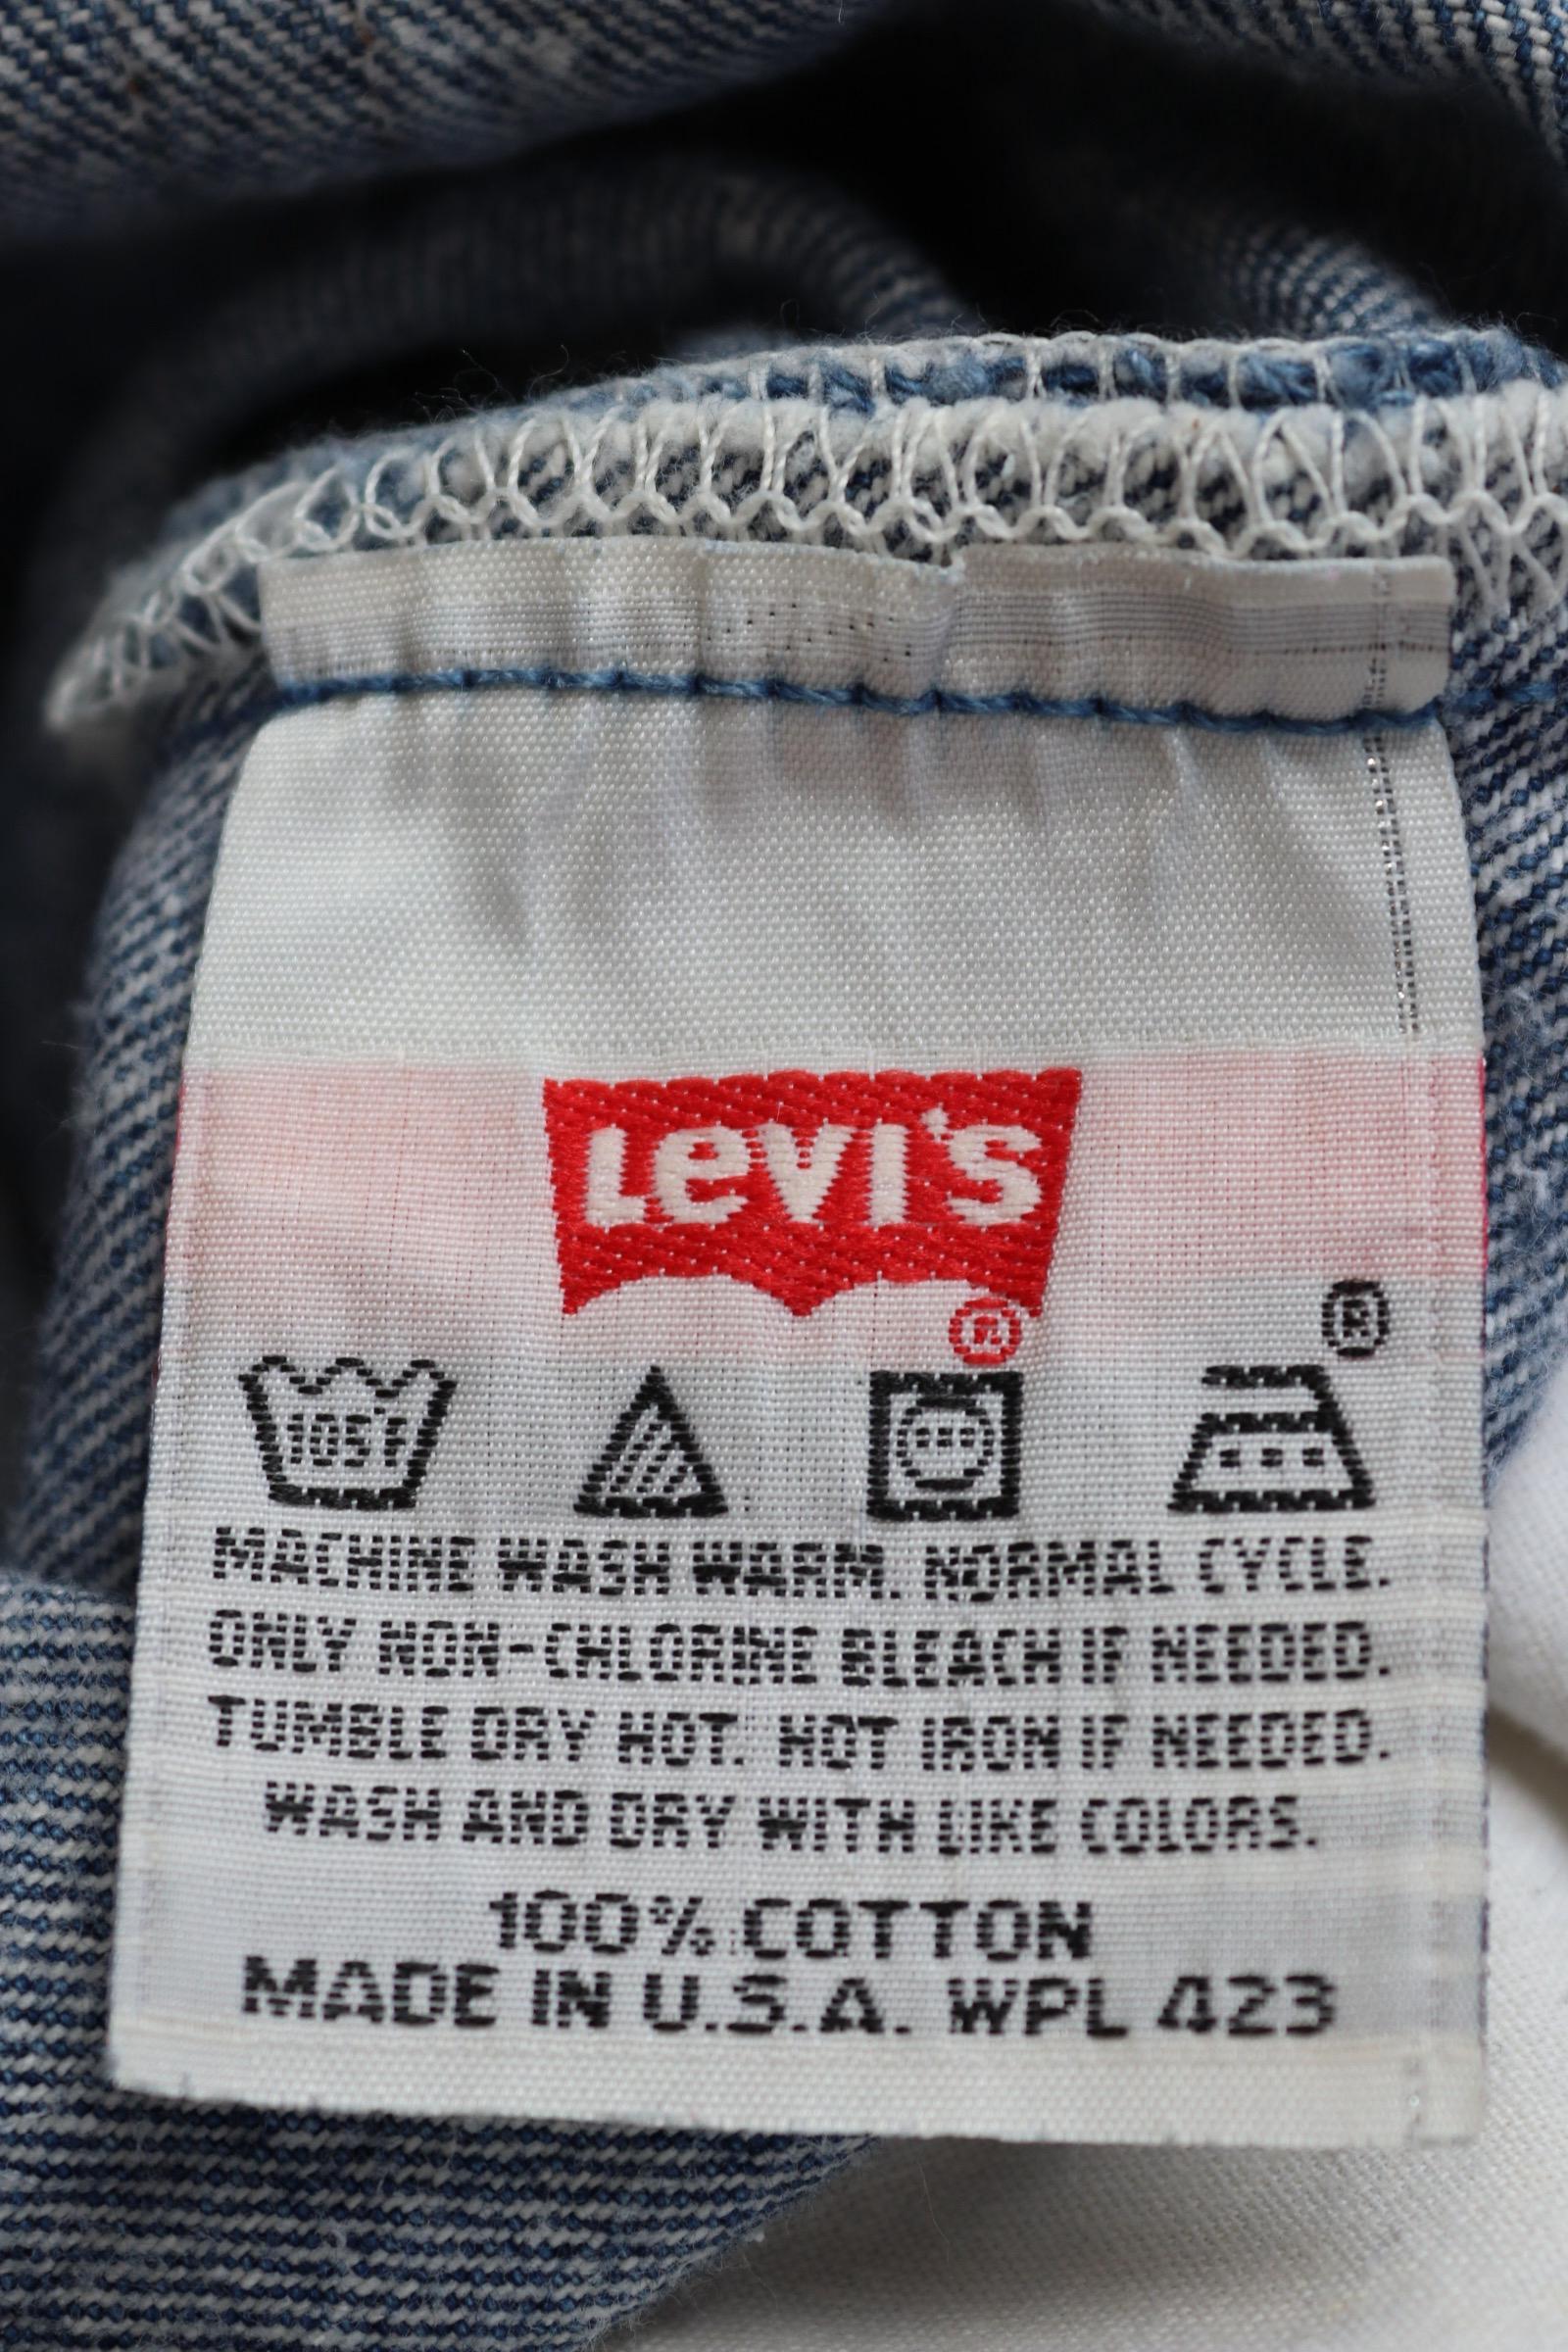 Levi's
®
®
105°F
MACHINE WASH WARM. NORMAL CYCLE.
ONLY NON-CHLORINE BLEACH IF NEEDED.
TUMBLE DRY HOT. HOT IRON IF NEEDED.
WASH AND DRY WITH LIKE COLORS.
100% COTTON
MADE IN U.S.A. WPL 423